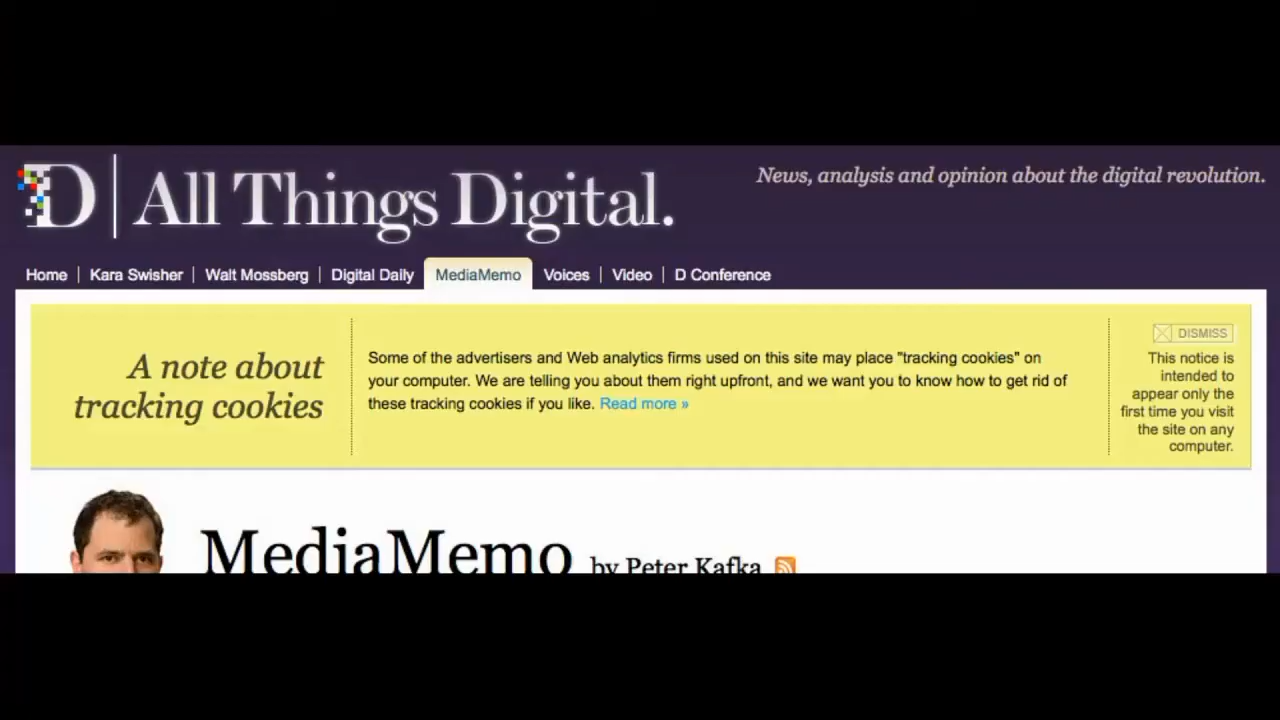 D | All Things Digital.
News, analysis and opinion about the digital revolution.
Home | Kara Swisher | Walt Mossberg | Digital Daily MediaMemo Voices | Video | D Conference
A note about
tracking cookies
Some of the advertisers and Web analytics firms used on this site may place "tracking cookies" on
your computer. We are telling you about them right upfront, and we want you to know how to get rid of
these tracking cookies if you like. Read more »
DISMISS
This notice is
intended to
appear only the
first time you visit
the site on any
computer.
MediaMemo by Peter Kafka